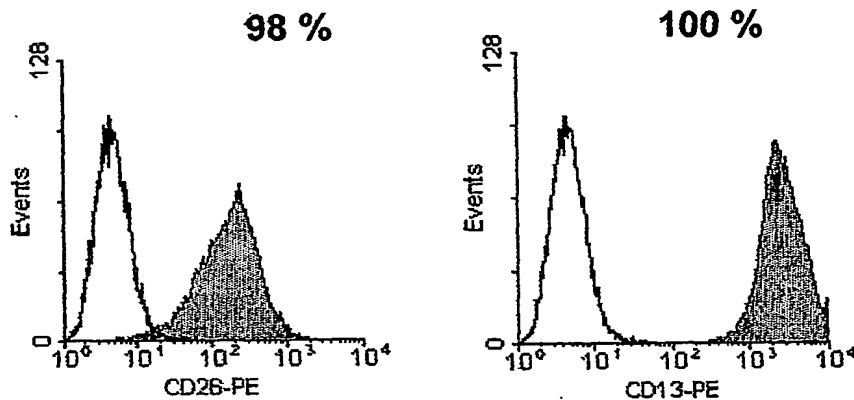 98 %
128
Events
0
10⁰ 10¹ 10² 10³ 10⁴
CD26-PE
100 %
128
Events
0
10⁰ 10¹ 10² 10³ 10⁴
CD13-PE